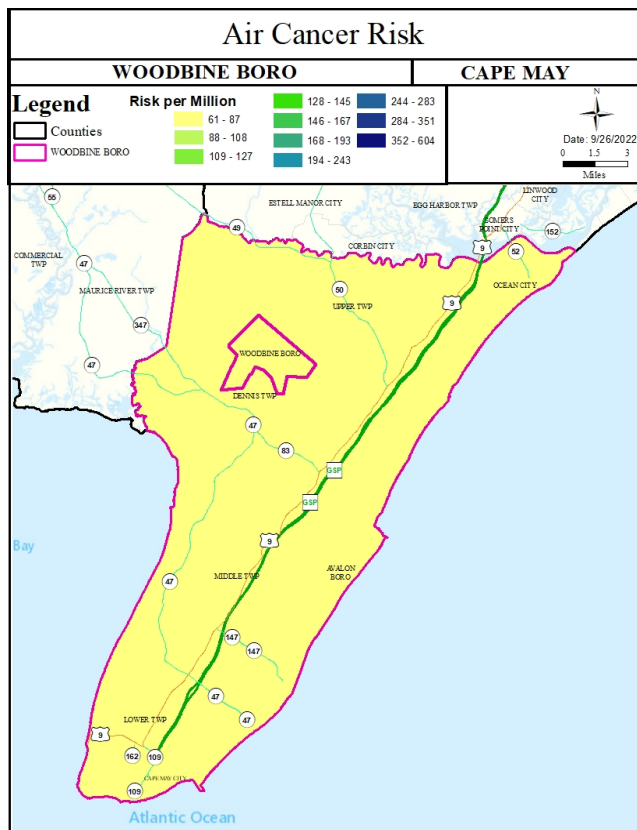 Air Cancer Risk
WOODBINE BORO
CAPE MAY
Legend
Counties
WOODBINE BORO
Risk per Million
61 - 87
88 - 108
109 - 127
128 - 145
146 - 167
168 - 193
194 - 243
244 - 283
284 - 351
352 - 604
N
Date: 9/26/2022
0 1.5 3
Miles
55
49
ESTELL MANOR CITY
EGG HARBOR TWP
LINWOOD
CITY
SOMERS
POINT CITY
152
9
52
CORBIN CITY
COMMERCIAL
TWP
47
MAURICE RIVER TWP
50
UPPER TWP
9
OCEAN CITY
347
47
WOODBINE BORO
DENNIS TWP
47
83
GSP
GSP
9
Bay
47
MIDDLE TWP
AVALON
BORO
147
147
47
47
LOWER TWP
9
162
109
CAPE MAY CITY
109
Atlantic Ocean